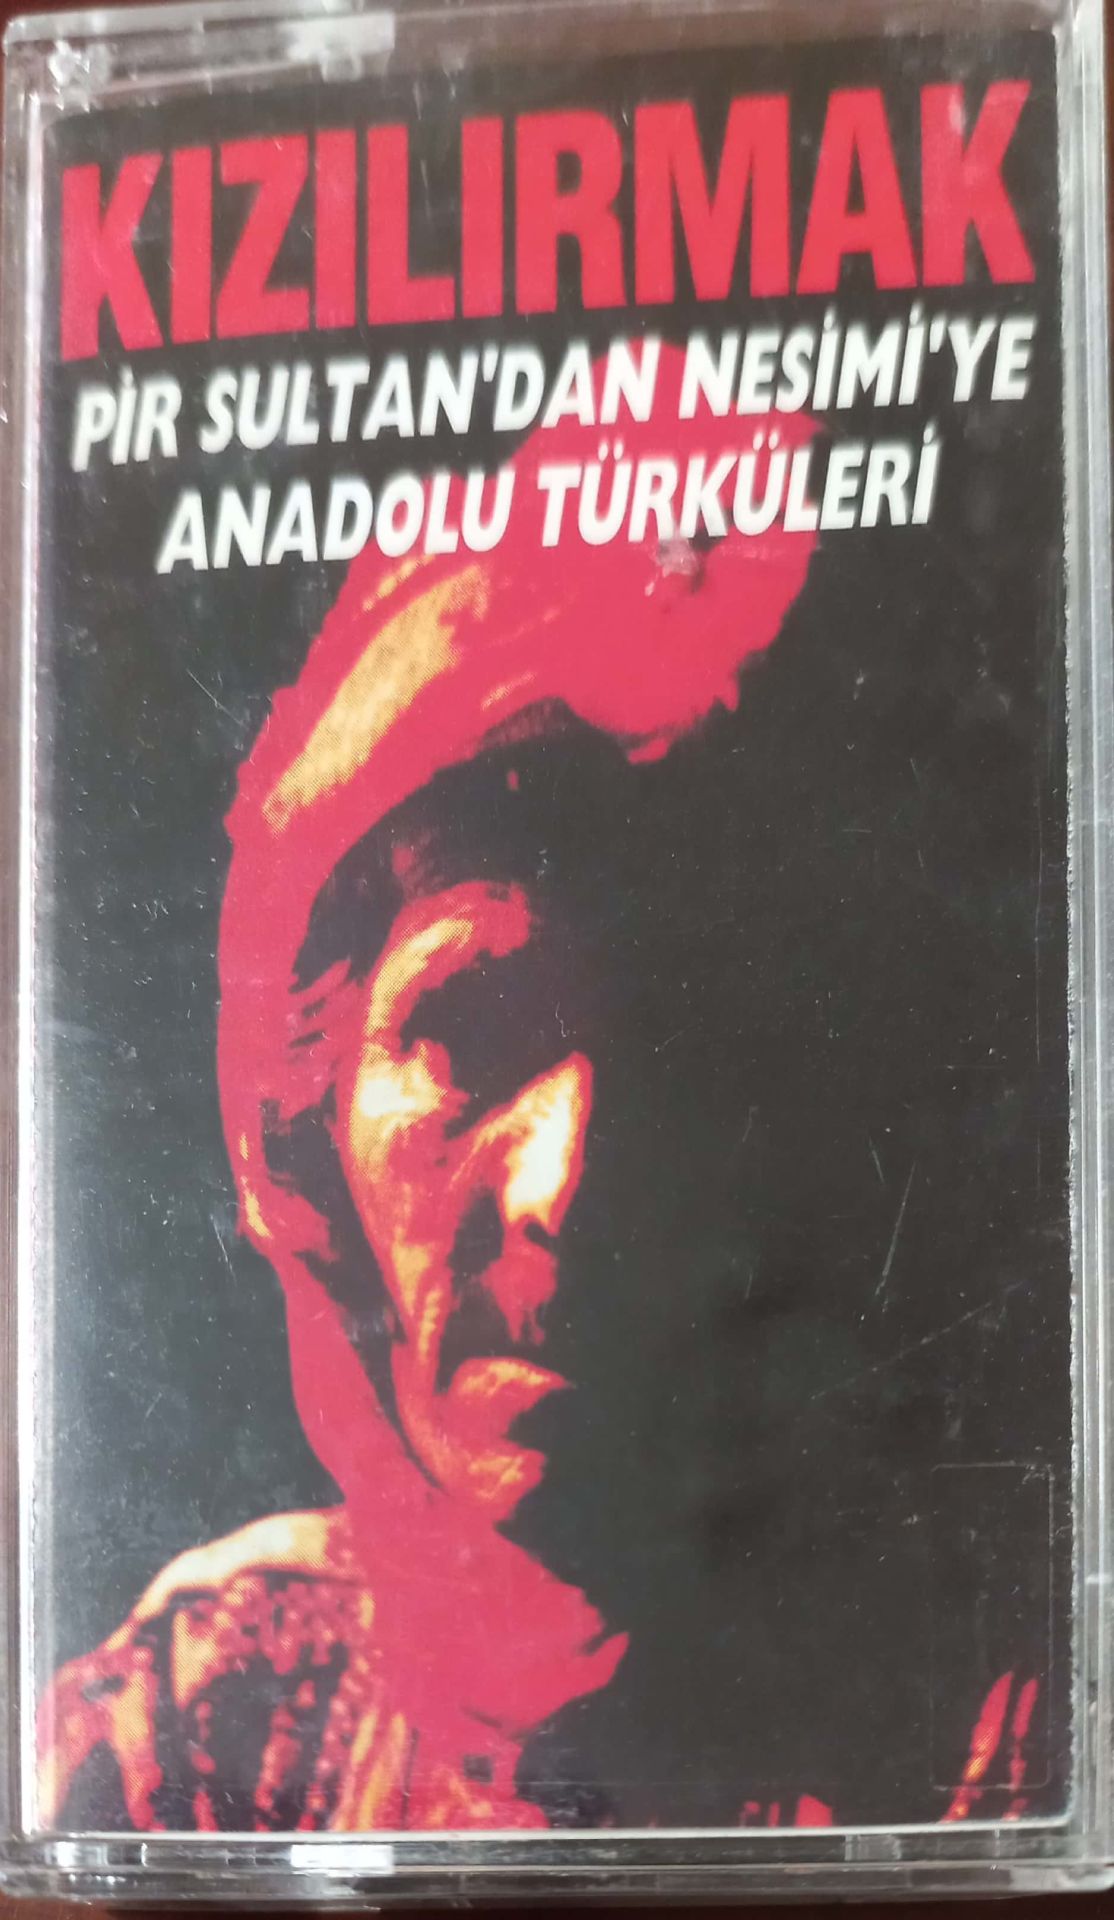 KIZILIRMAK
PİR SULTAN'DAN NESİMİ'YE
ANADOLU TÜRKÜLERİ